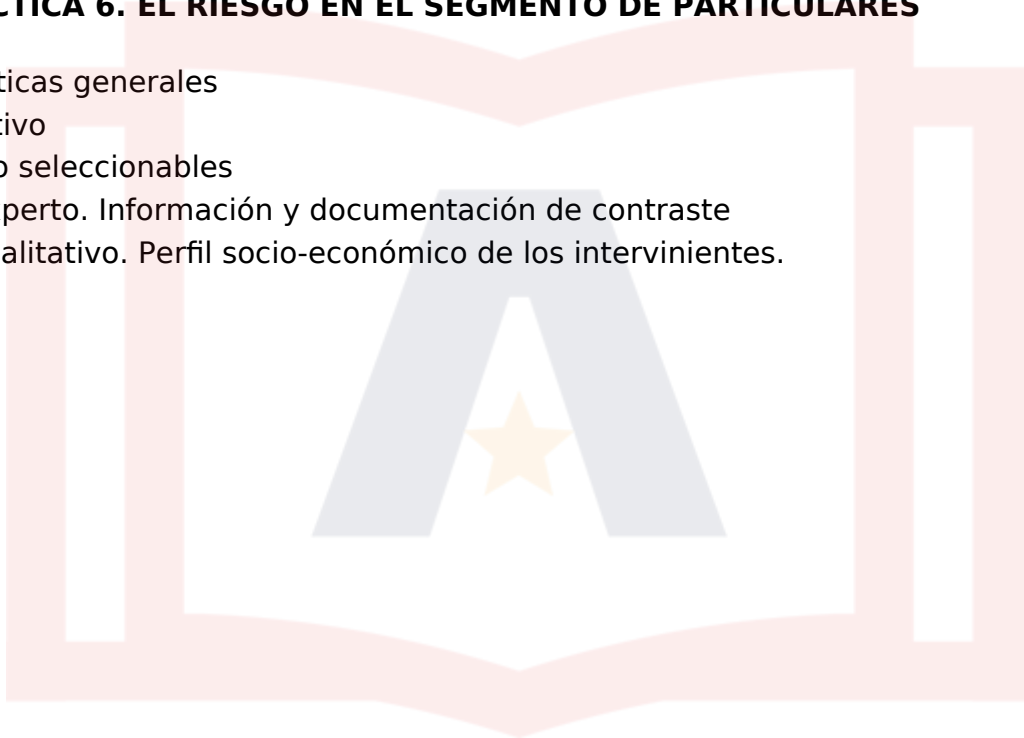 CTICA 6. EL RIESGO EN EL SEGMENTO DE PARTICULARES
ticas generales
tivo
o seleccionables
perto. Información y documentación de contraste
alitativo. Perfil socio-económico de los intervinientes.